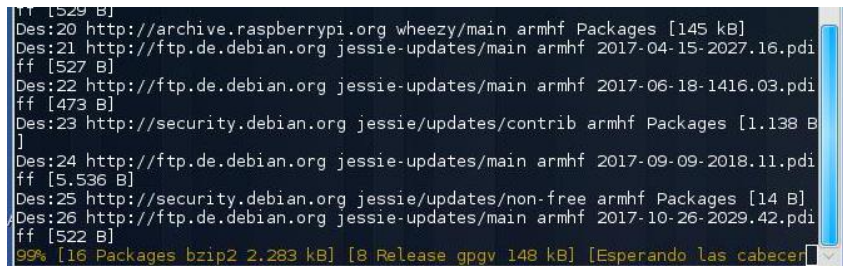 ff [529 B]
Des:20 http://archive.raspberrypi.org wheezy/main armhf Packages [145 kB]
Des:21 http://ftp.de.debian.org jessie-updates/main armhf 2017-04-15-2027.16.pdi
ff [527 B]
Des:22 http://ftp.de.debian.org jessie-updates/main armhf 2017-06-18-1416.03.pdi
ff [473 B]
Des:23 http://security.debian.org jessie/updates/contrib armhf Packages [1.138 B
]
Des:24 http://ftp.de.debian.org jessie-updates/main armhf 2017-09-09-2018.11.pdi
ff [5.536 B]
Des:25 http://security.debian.org jessie/updates/non-free armhf Packages [14 B]
Des:26 http://ftp.de.debian.org jessie-updates/main armhf 2017-10-26-2029.42.pdi
ff [522 B]
99% [16 Packages bzip2 2.283 kB] [8 Release gpgv 148 kB] [Esperando las cabecer